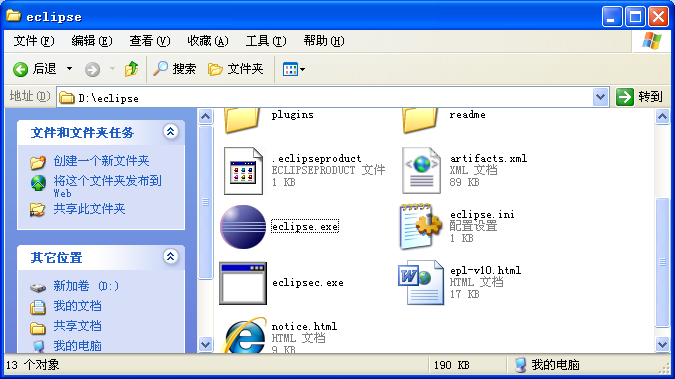 eclipse
文件(F) 编辑(E) 查看(V) 收藏(A) 工具(T) 帮助(H)
后退 搜索 文件夹
地址(D) D:\eclipse 转到
文件和文件夹任务
创建一个新文件夹
将这个文件夹发布到
Web
共享此文件夹
其它位置
新加卷 (D:)
我的文档
共享文档
我的电脑
plugins
readme
.eclipseproduct
ECLIPSEPRODUCT 文件
1 KB
artifacts.xml
XML 文档
89 KB
eclipse.exe
eclipse.ini
配置设置
1 KB
eclipsec.exe
epl-v10.html
HTML 文档
17 KB
notice.html
HTML 文档
9 KB
13 个对象 190 KB 我的电脑